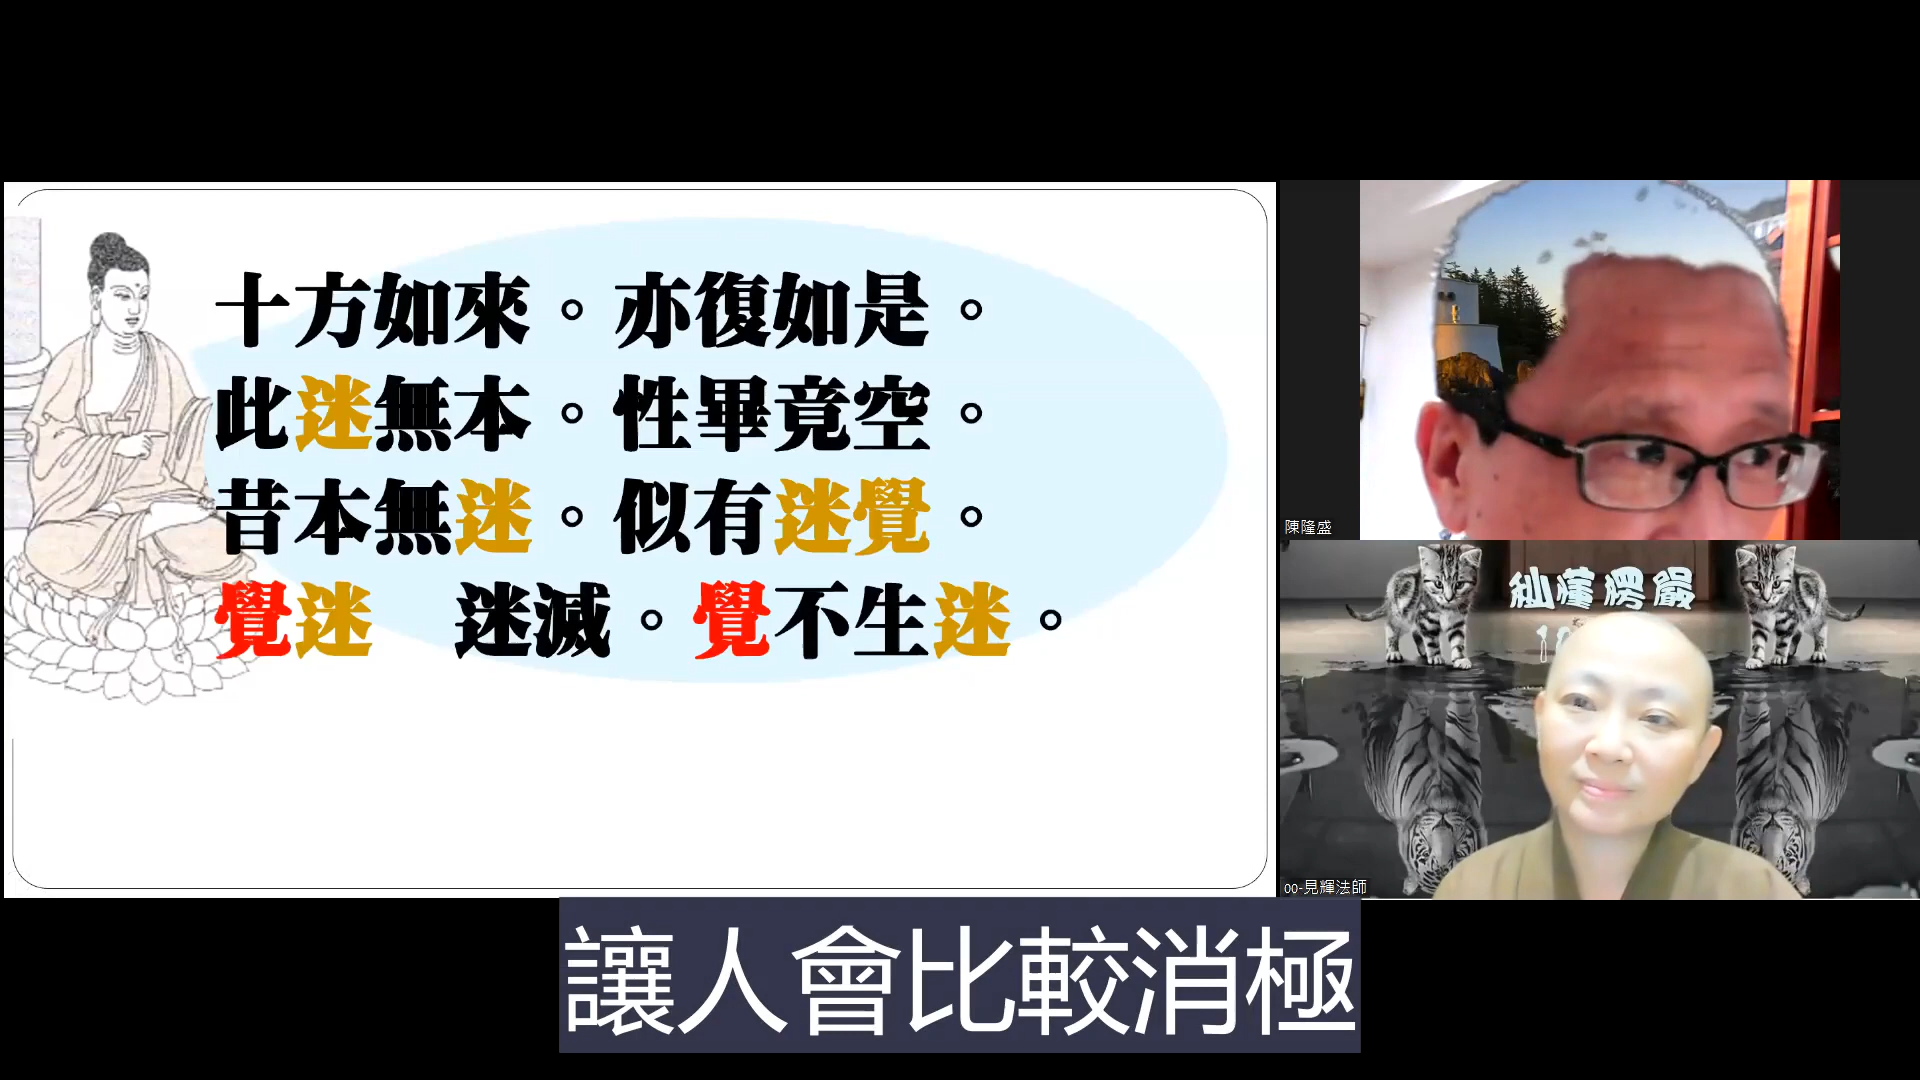 十方如來。亦復如是。
此迷無本。性畢竟空。
昔本無迷。似有迷覺。
覺迷　迷滅。覺不生迷。
陳隆盛
秈懂楞嚴
00-見輝法師
讓人會比較消極